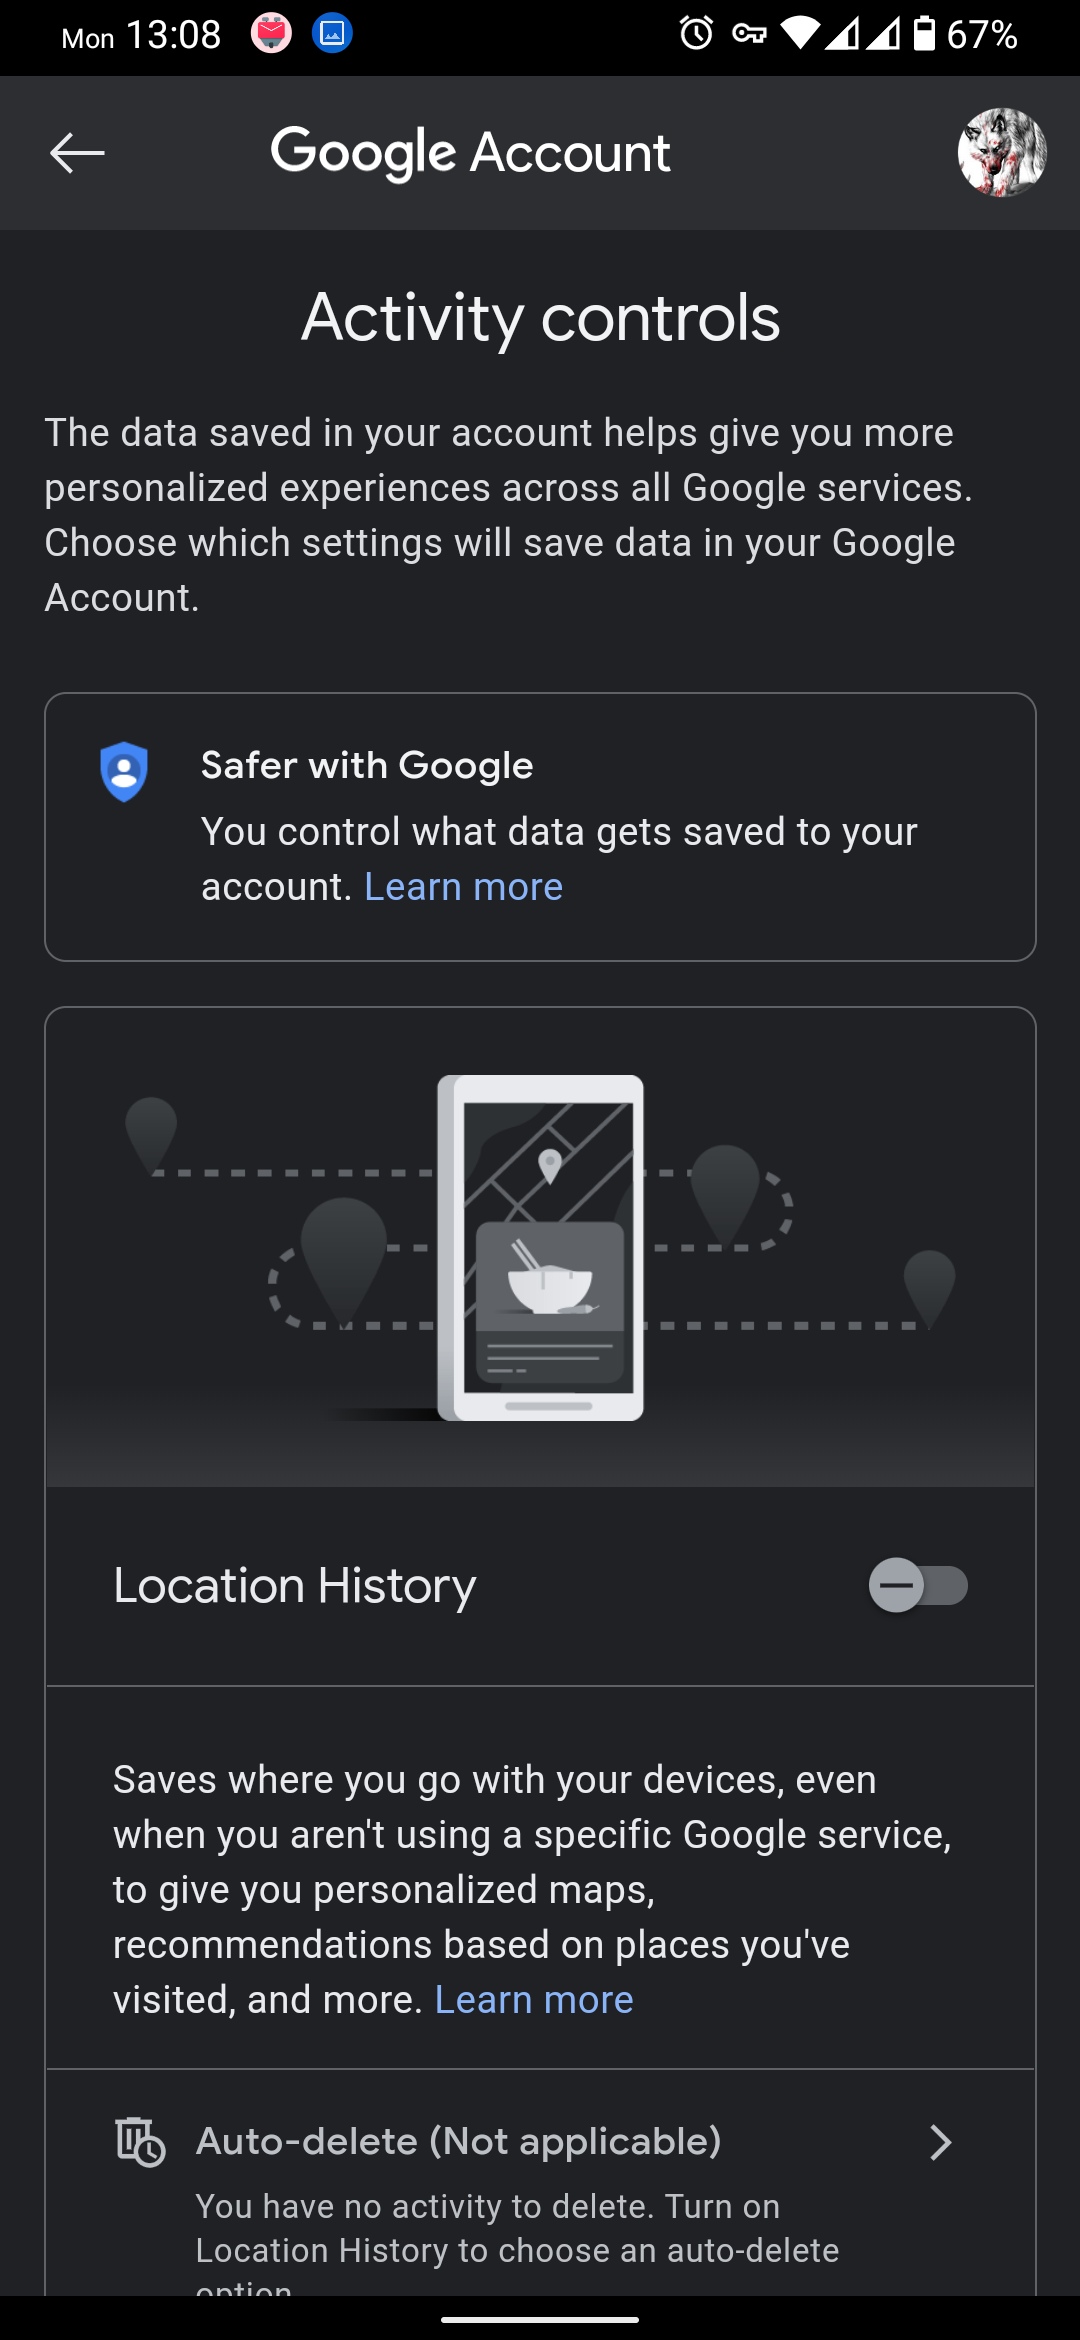 Mon 13:08 67%
Google Account
Activity controls
The data saved in your account helps give you more
personalized experiences across all Google services.
Choose which settings will save data in your Google
Account.
Safer with Google
You control what data gets saved to your
account. Learn more
Location History
Saves where you go with your devices, even
when you aren't using a specific Google service,
to give you personalized maps,
recommendations based on places you've
visited, and more. Learn more
Auto-delete (Not applicable)
You have no activity to delete. Turn on
Location History to choose an auto-delete
option